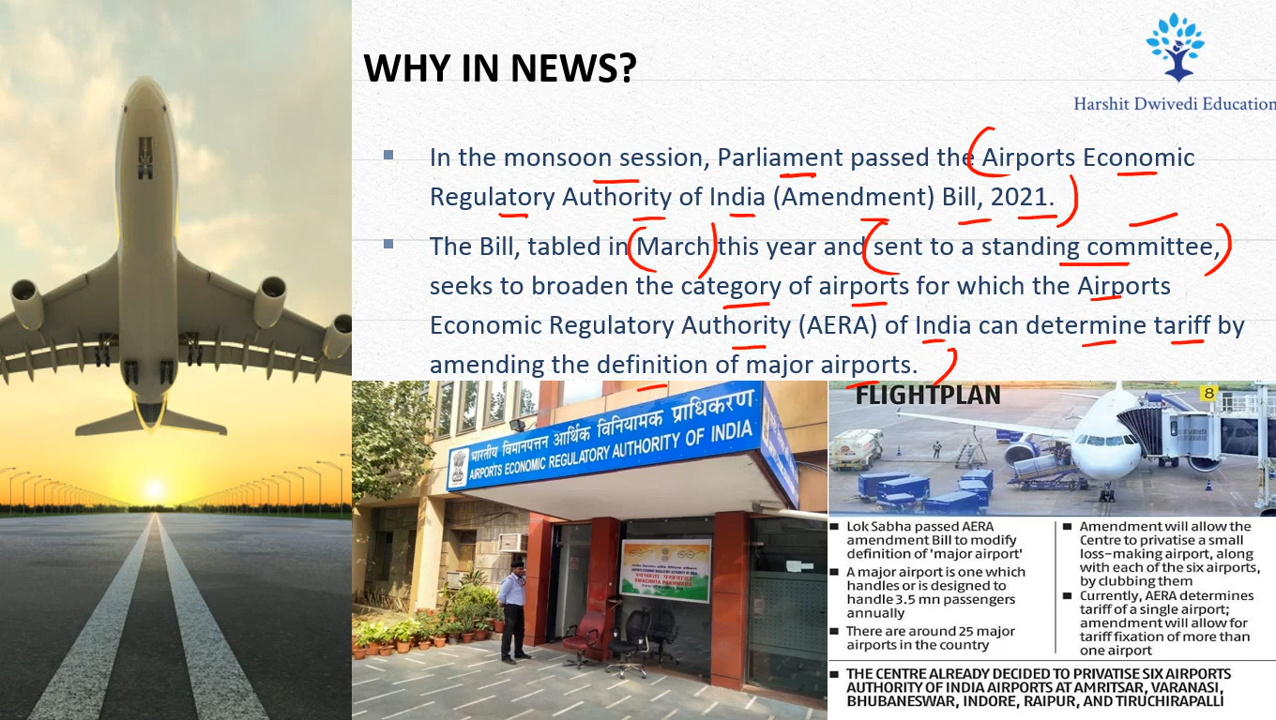 WHY IN NEWS?
Harshit Dwivedi Education
In the monsoon session, Parliament passed the Airports Economic
Regulatory Authority of India (Amendment) Bill, 2021.
The Bill, tabled in March this year and sent to a standing committee,
seeks to broaden the category of airports for which the Airports
Economic Regulatory Authority (AERA) of India can determine tariff by
amending the definition of major airports.
भारतीय विमानपत्तन आर्थिक विनियामक प्राधिकरण
AIRPORTS ECONOMIC REGULATORY AUTHORITY OF INDIA
FLIGHTPLAN
8
Lok Sabha passed AERA
amendment Bill to modify
definition of 'major airport'
A major airport is one which
handles or is designed to
handle 3.5 mn passengers
annually
There are around 25 major
airports in the country
Amendment will allow the
Centre to privatise a small
loss-making airport, along
with each of the six airports,
by clubbing them
Currently, AERA determines
tariff of a single airport;
amendment will allow for
tariff fixation of more than
one airport
THE CENTRE ALREADY DECIDED TO PRIVATISE SIX AIRPORTS
AUTHORITY OF INDIA AIRPORTS AT AMRITSAR, VARANASI,
BHUBANESWAR, INDORE, RAIPUR, AND TIRUCHIRAPALLI